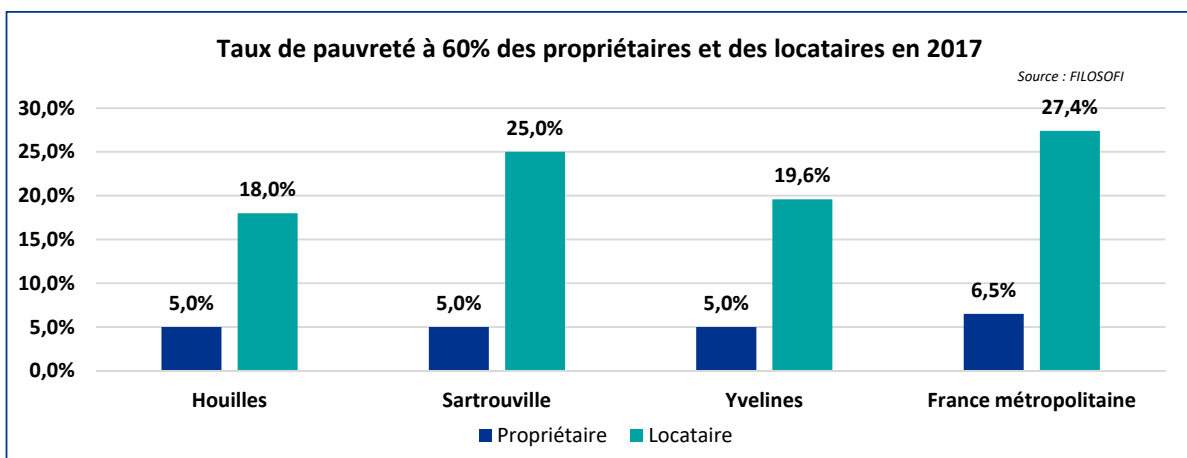 Taux de pauvreté à 60% des propriétaires et des locataires en 2017
Source : FILOSOFI
30,0%
25,0%
20,0%
15,0%
10,0%
5,0%
0,0%
5,0%
18,0%
5,0%
25,0%
5,0%
19,6%
6,5%
27,4%
Houilles
Sartrouville
Yvelines
France métropolitaine
Propriétaire
Locataire